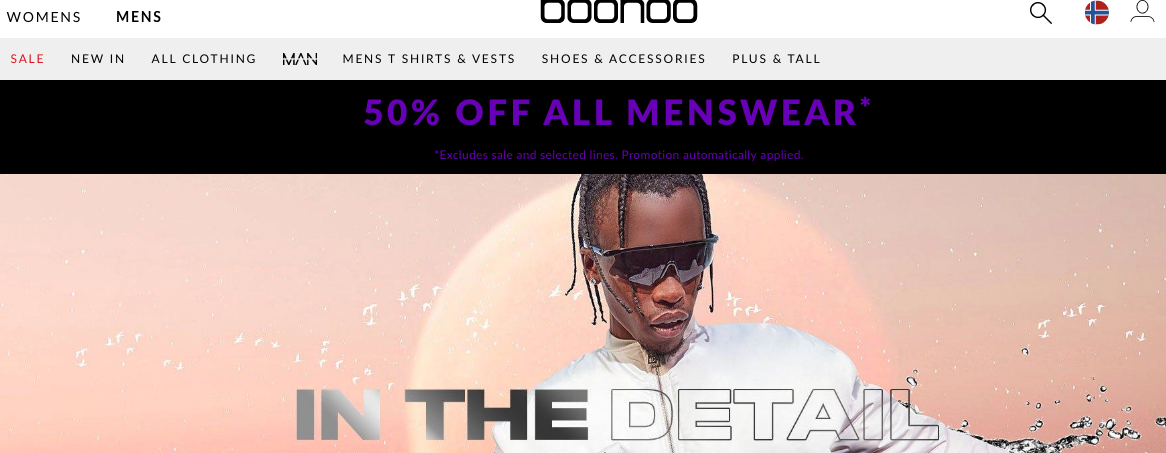 boohoo
WOMENS MENS
SALE NEW IN ALL CLOTHING MAN MENS T SHIRTS & VESTS SHOES & ACCESSORIES PLUS & TALL
50% OFF ALL MENSWEAR*
*Excludes sale and selected lines. Promotion automatically applied.
IN THE DETAIL